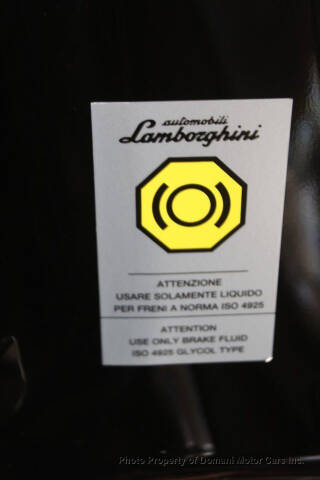 automobili
Lamborghini
ATTENZIONE
USARE SOLAMENTE LIQUIDO
PER FRENI A NORMA ISO 4925
ATTENTION
USE ONLY BRAKE FLUID
ISO 4925 GLYCOL TYPE
Photo Property of Domani Motor Cars Inc.